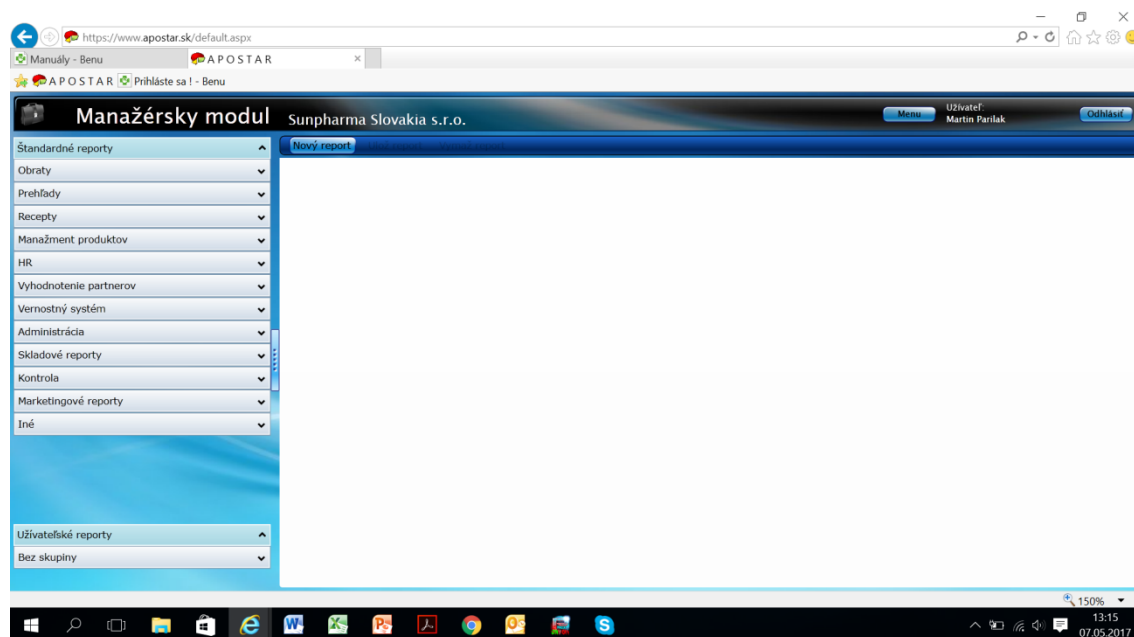 https://www.apostar.sk/default.aspx
Manuály - Benu
A P O S T A R
A P O S T A R
Prihláste sa ! - Benu
Manažérsky modul
Sunpharma Slovakia s.r.o.
Menu
Užívateľ:
Martin Parilak
Odhlásiť
Štandardné reporty
Nový report
Obraty
Prehľady
Recepty
Manažment produktov
HR
Vyhodnotenie partnerov
Vernostný systém
Administrácia
Skladové reporty
Kontrola
Marketingové reporty
Iné
Užívateľské reporty
Bez skupiny
150%
13:15
07.05.2017